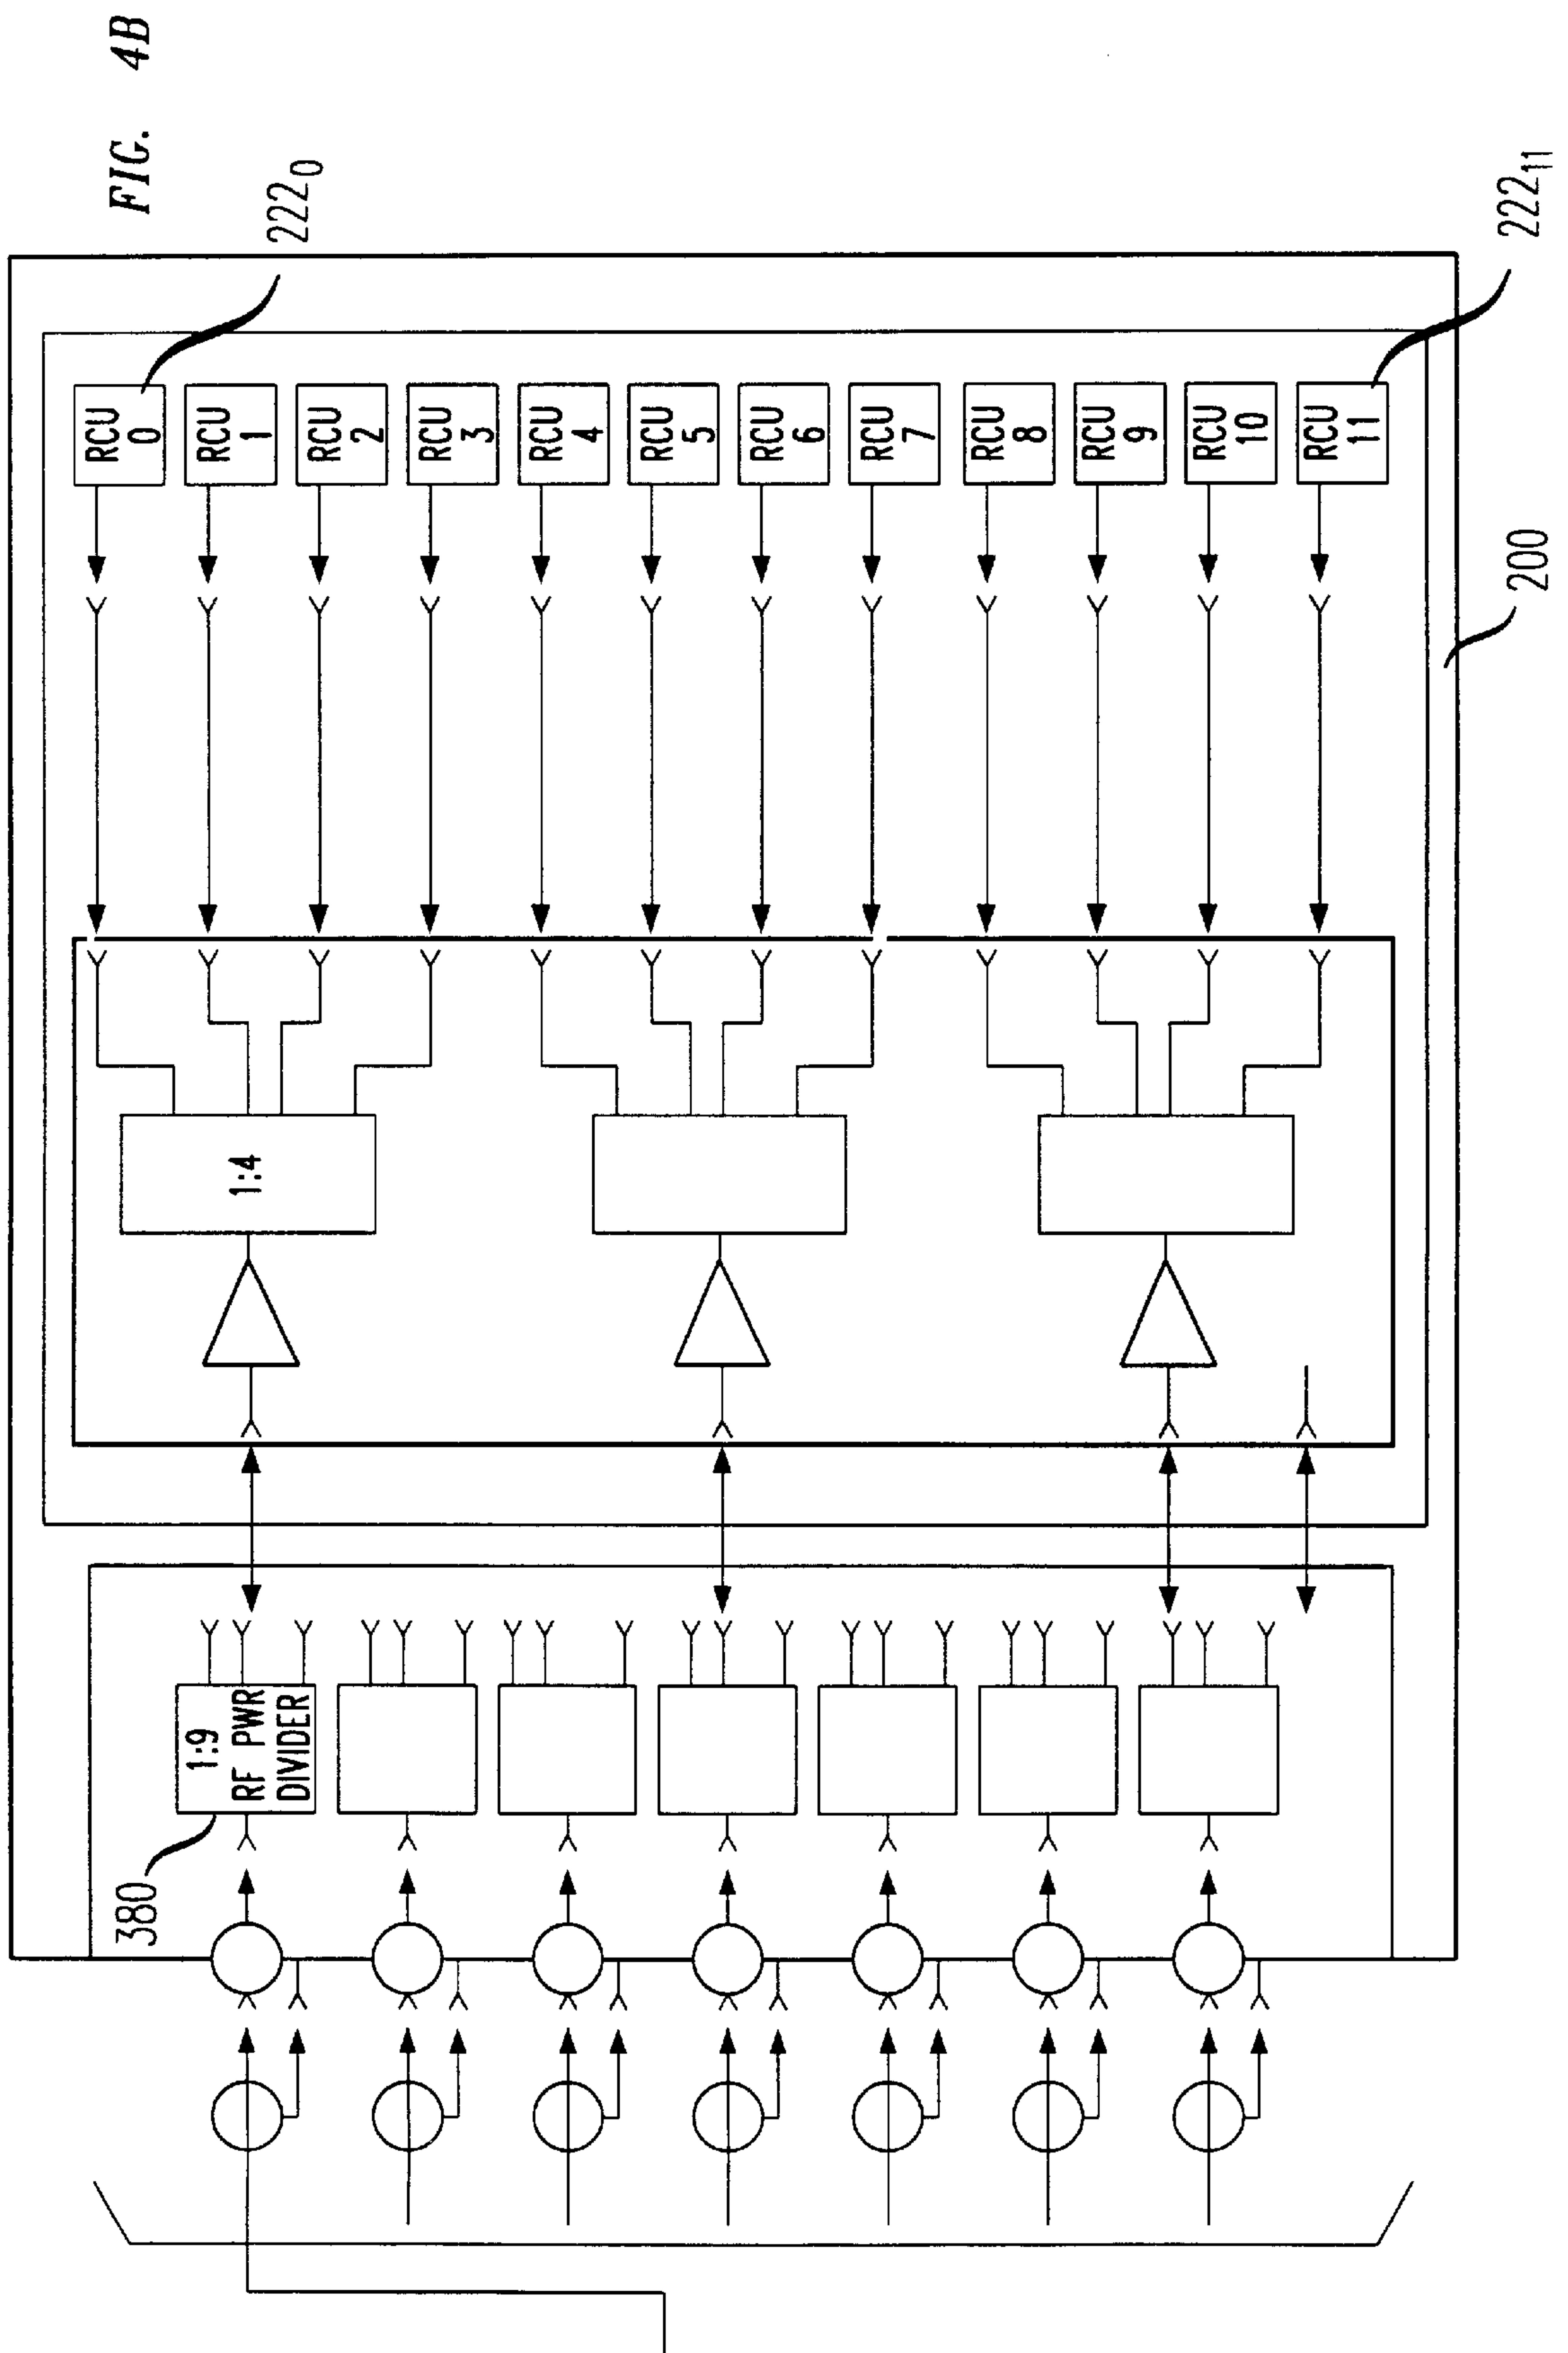 FIG. 4B
222₀
222₁₁
RCU
0
RCU
1
RCU
2
RCU
3
RCU
4
RCU
5
RCU
6
RCU
7
RCU
8
RCU
9
RCU
10
RCU
11
200
1:4
1:9
RF PWR
DIVIDER
380